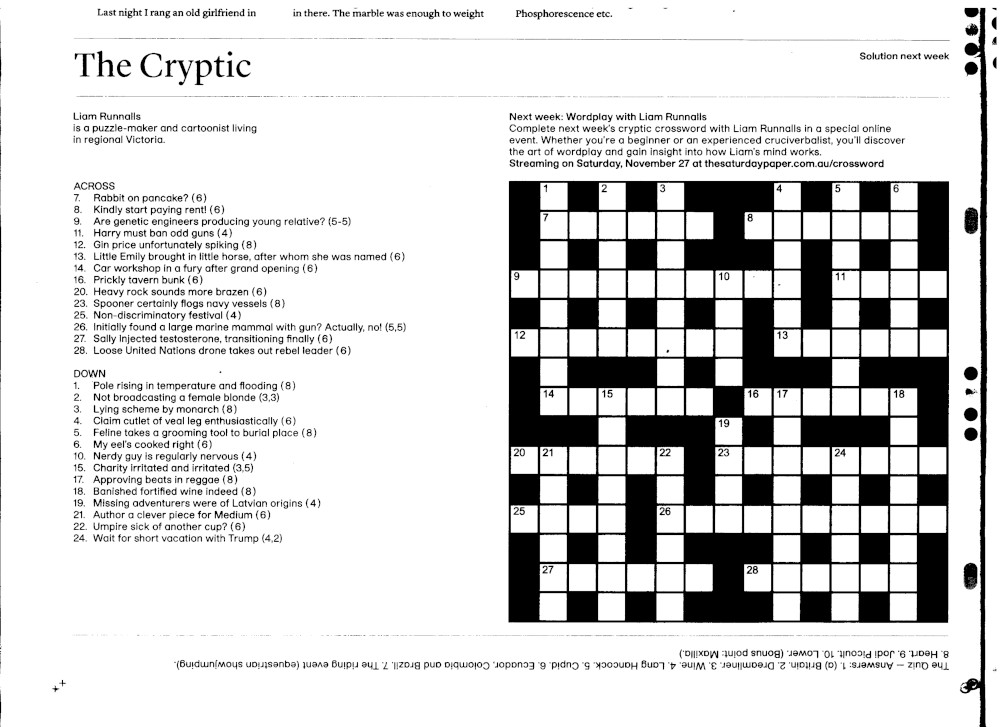 Last night I rang an old girlfriend in
in there. The marble was enough to weight
Phosphorescence etc.
The Cryptic
Solution next week
Liam Runnalls
is a puzzle-maker and cartoonist living
in regional Victoria.
Next week: Wordplay with Liam Runnalls
Complete next week's cryptic crossword with Liam Runnalls in a special online
event. Whether you're a beginner or an experienced cruciverbalist, you'll discover
the art of wordplay and gain insight into how Liam's mind works.
Streaming on Saturday, November 27 at thesaturdaypaper.com.au/crossword
ACROSS
7. Rabbit on pancake? (6)
8. Kindly start paying rent! (6)
9. Are genetic engineers producing young relative? (5-5)
11. Harry must ban odd guns (4)
12. Gin price unfortunately spiking (8)
13. Little Emily brought in little horse, after whom she was named (6)
14. Car workshop in a fury after grand opening (6)
16. Prickly tavern bunk (6)
20. Heavy rock sounds more brazen (6)
23. Spooner certainly flogs navy vessels (8)
25. Non-discriminatory festival (4)
26. Initially found a large marine mammal with gun? Actually, no! (5,5)
27. Sally Injected testosterone, transitioning finally (6)
28. Loose United Nations drone takes out rebel leader (6)
DOWN
1. Pole rising in temperature and flooding (8)
2. Not broadcasting a female blonde (3,3)
3. Lying scheme by monarch (8)
4. Claim cutlet of veal leg enthusiastically (6)
5. Feline takes a grooming tool to burial place (8)
6. My eel's cooked right (6)
10. Nerdy guy is regularly nervous (4)
15. Charity irritated and irritated (3,5)
17. Approving beats in reggae (8)
18. Banished fortified wine indeed (8)
19. Missing adventurers were of Latvian origins (4)
21. Author a clever piece for Medium (6)
22. Umpire sick of another cup? (6)
24. Wait for short vacation with Trump (4,2)
1 2 3 4 5 6
7 8
9 10 11
12 13
14 15 16 17 18
19
20 21 22 23 24
25 26
27 28
The Quiz — Answers: 1. (a) Britain. 2. Dreamliner. 3. Wine. 4. Lang Hancock. 5. Cupid. 6. Ecuador, Colombia and Brazil. 7. The riding event (equestrian showjumping).
8. Heart. 9. Jodi Picoult. 10. Lower. (Bonus point: Maxilla.)